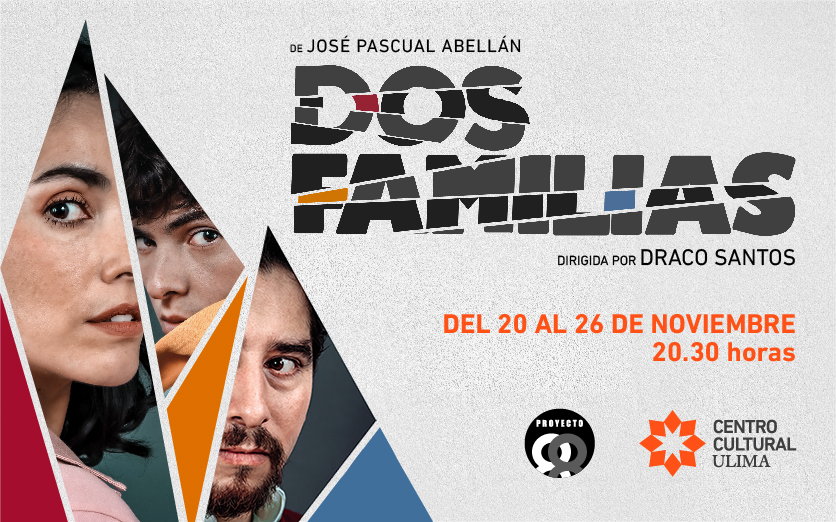 DE JOSÉ PASCUAL ABELLÁN
DOS
FAMILIAS
DIRIGIDA POR DRACO SANTOS
DEL 20 AL 26 DE NOVIEMBRE
20.30 horas
PROYECTO
CENTRO
CULTURAL
ULIMA